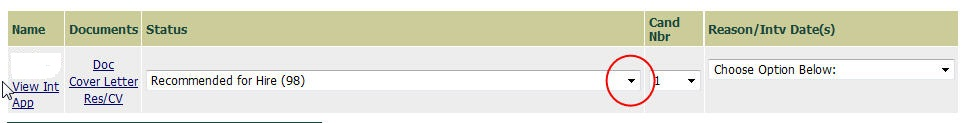 Name Documents Status Cand Nbr Reason/Intv Date(s)
Doc
Cover Letter
Res/CV
View Int
App
Recommended for Hire (98)
1
Choose Option Below: